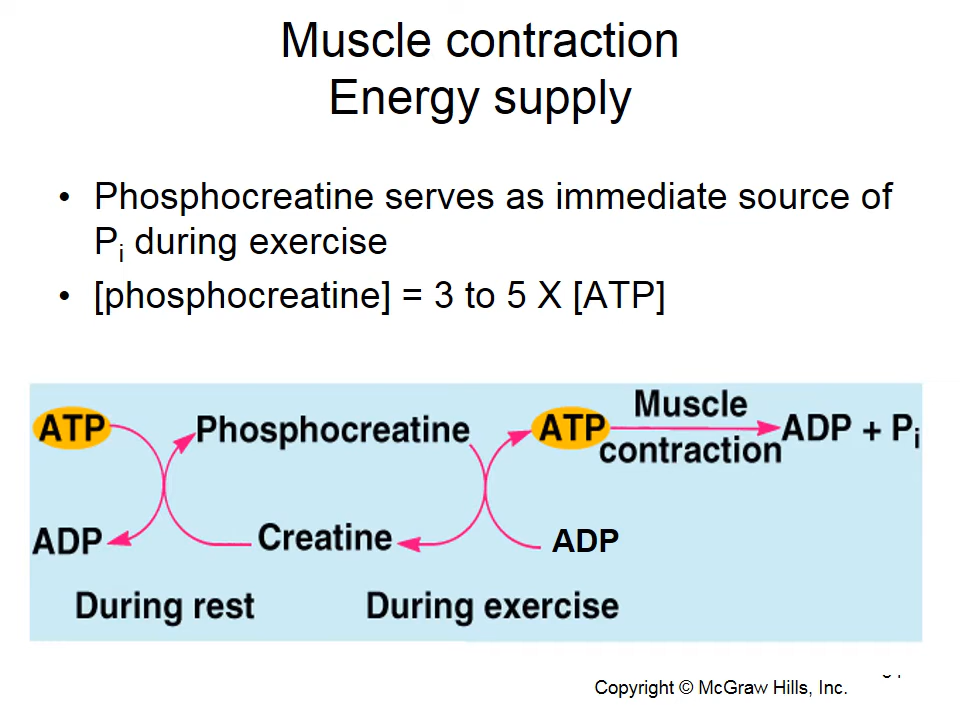 Muscle contraction
Energy supply
• Phosphocreatine serves as immediate source of
Pi during exercise
• [phosphocreatine] = 3 to 5 X [ATP]
ATP
Phosphocreatine
ATP
Muscle
contraction
ADP + Pi
ADP
Creatine
ADP
During rest
During exercise
Copyright © McGraw Hills, Inc.